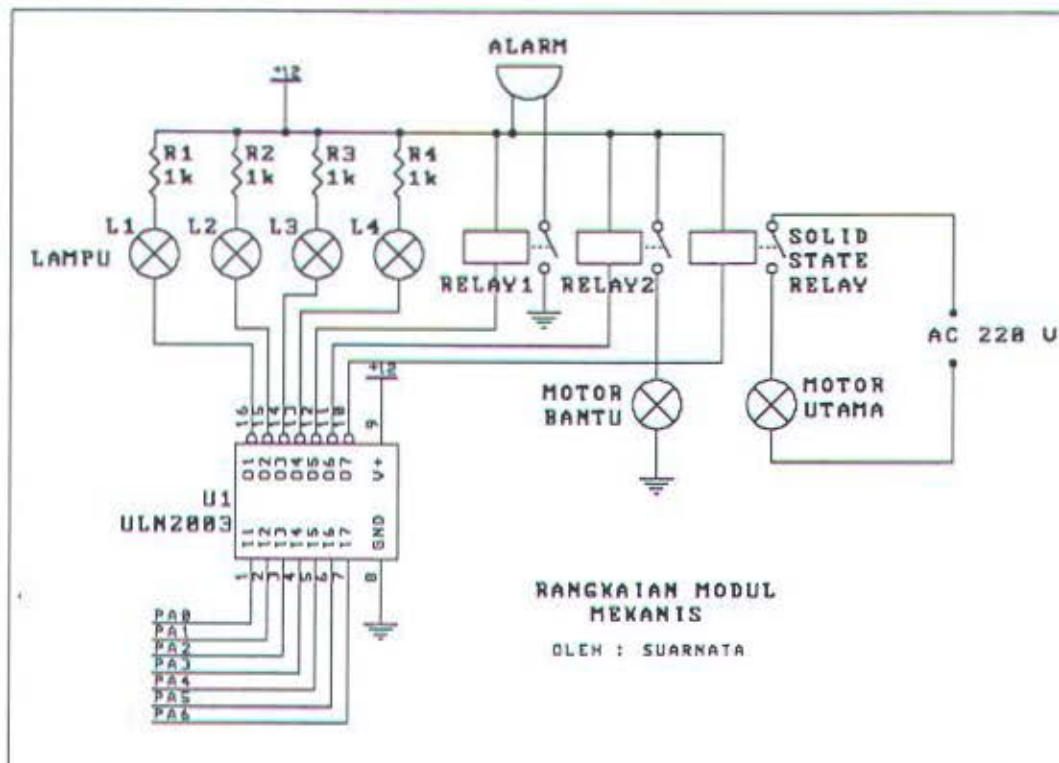 ALARM
+12
R1
1k
R2
1k
R3
1k
R4
1k
L1
L2
L3
L4
LAMPU
RELAY1
RELAY2
SOLID
STATE
RELAY
AC 220 V
+12
MOTOR
BANTU
MOTOR
UTAMA
16
15
14
13
12
11
10
9
O1
O2
O3
O4
O5
O6
O7
V+
U1
ULN2003
I1
I2
I3
I4
I5
I6
I7
GND
1
2
3
4
5
6
7
8
PA0
PA1
PA2
PA3
PA4
PA5
PA6
RANGKAIAN MODUL
MEKANIS
OLEH : SUARNATA